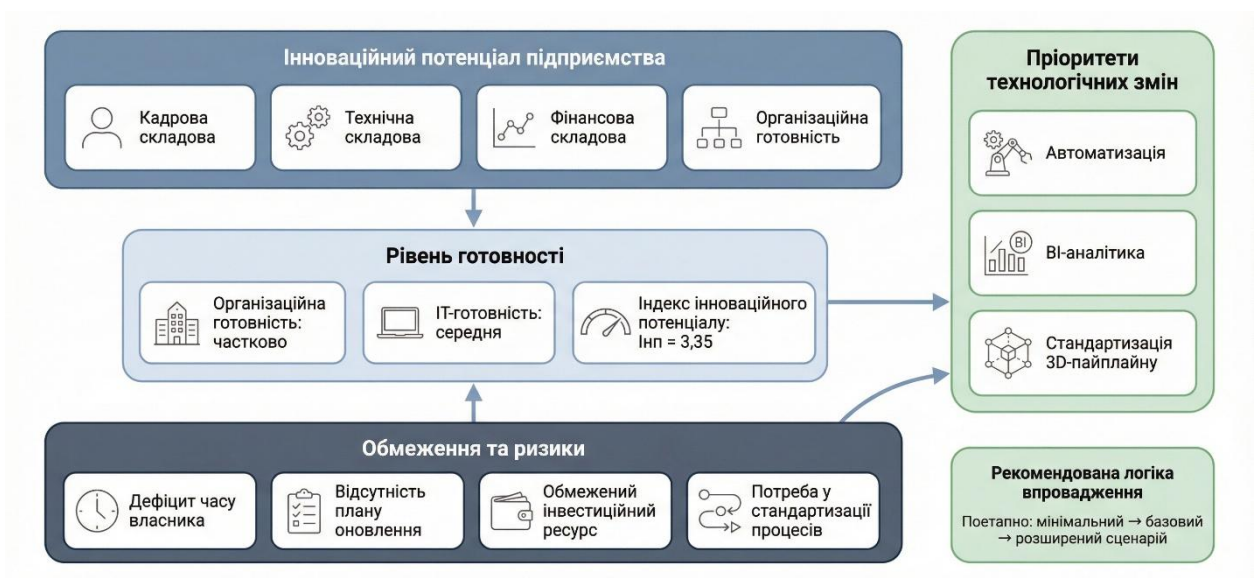 Інноваційний потенціал підприємства
Кадрова
складова
Технічна
складова
Фінансова
складова
Організаційна
готовність
Рівень готовності
Організаційна
готовність:
частково
ІТ-готовність:
середня
Індекс інноваційного
потенціалу:
Інп = 3,35
Обмеження та ризики
Дефіцит часу
власника
Відсутність
плану
оновлення
Обмежений
інвестиційний
ресурс
Потреба у
стандартизації
процесів
Пріоритети
технологічних змін
Автоматизація
BI
BI-аналітика
Стандартизація
3D-пайплайну
Рекомендована логіка
впровадження
Поетапно: мінімальний → базовий
→ розширений сценарій